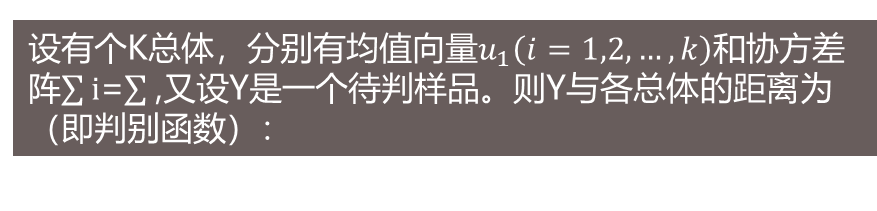 设有个K总体，分别有均值向量𝑢₁(𝑖 = 1,2, … , 𝑘)和协方差
阵∑ i=∑ ,又设Y是一个待判样品。则Y与各总体的距离为
（即判别函数）: